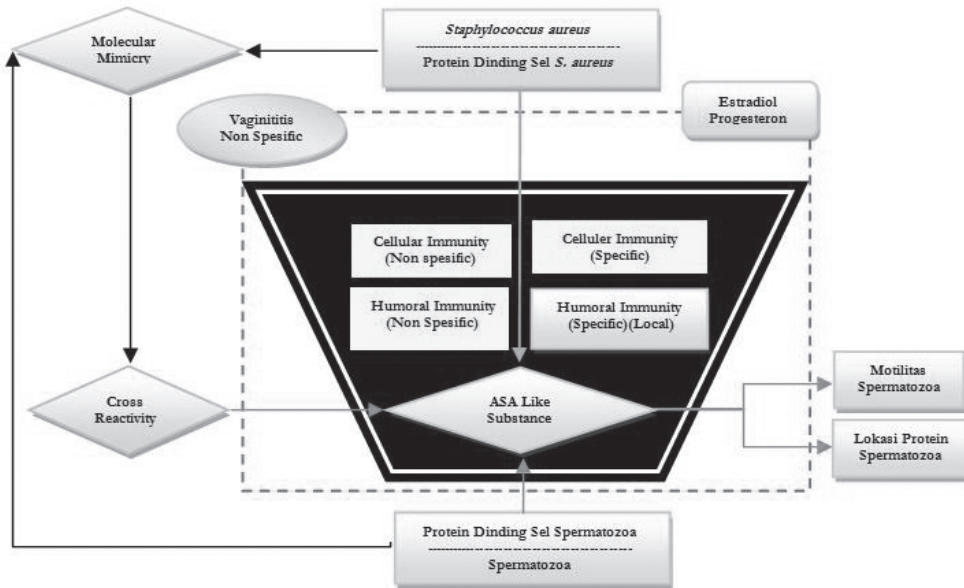 Molecular
Mimicry
Staphylococcus aureus
Protein Dinding Sel S. aureus
Estradiol
Progesteron
Vaginititis
Non Spesific
Cellular Immunity
(Non spesific)
Celluler Immunity
(Specific)
Humoral Immunity
(Non Spesific)
Humoral Immunity
(Specific)(Local)
Cross
Reactivity
ASA Like
Substance
Motilitas
Spermatozoa
Lokasi Protein
Spermatozoa
Protein Dinding Sel Spermatozoa
Spermatozoa